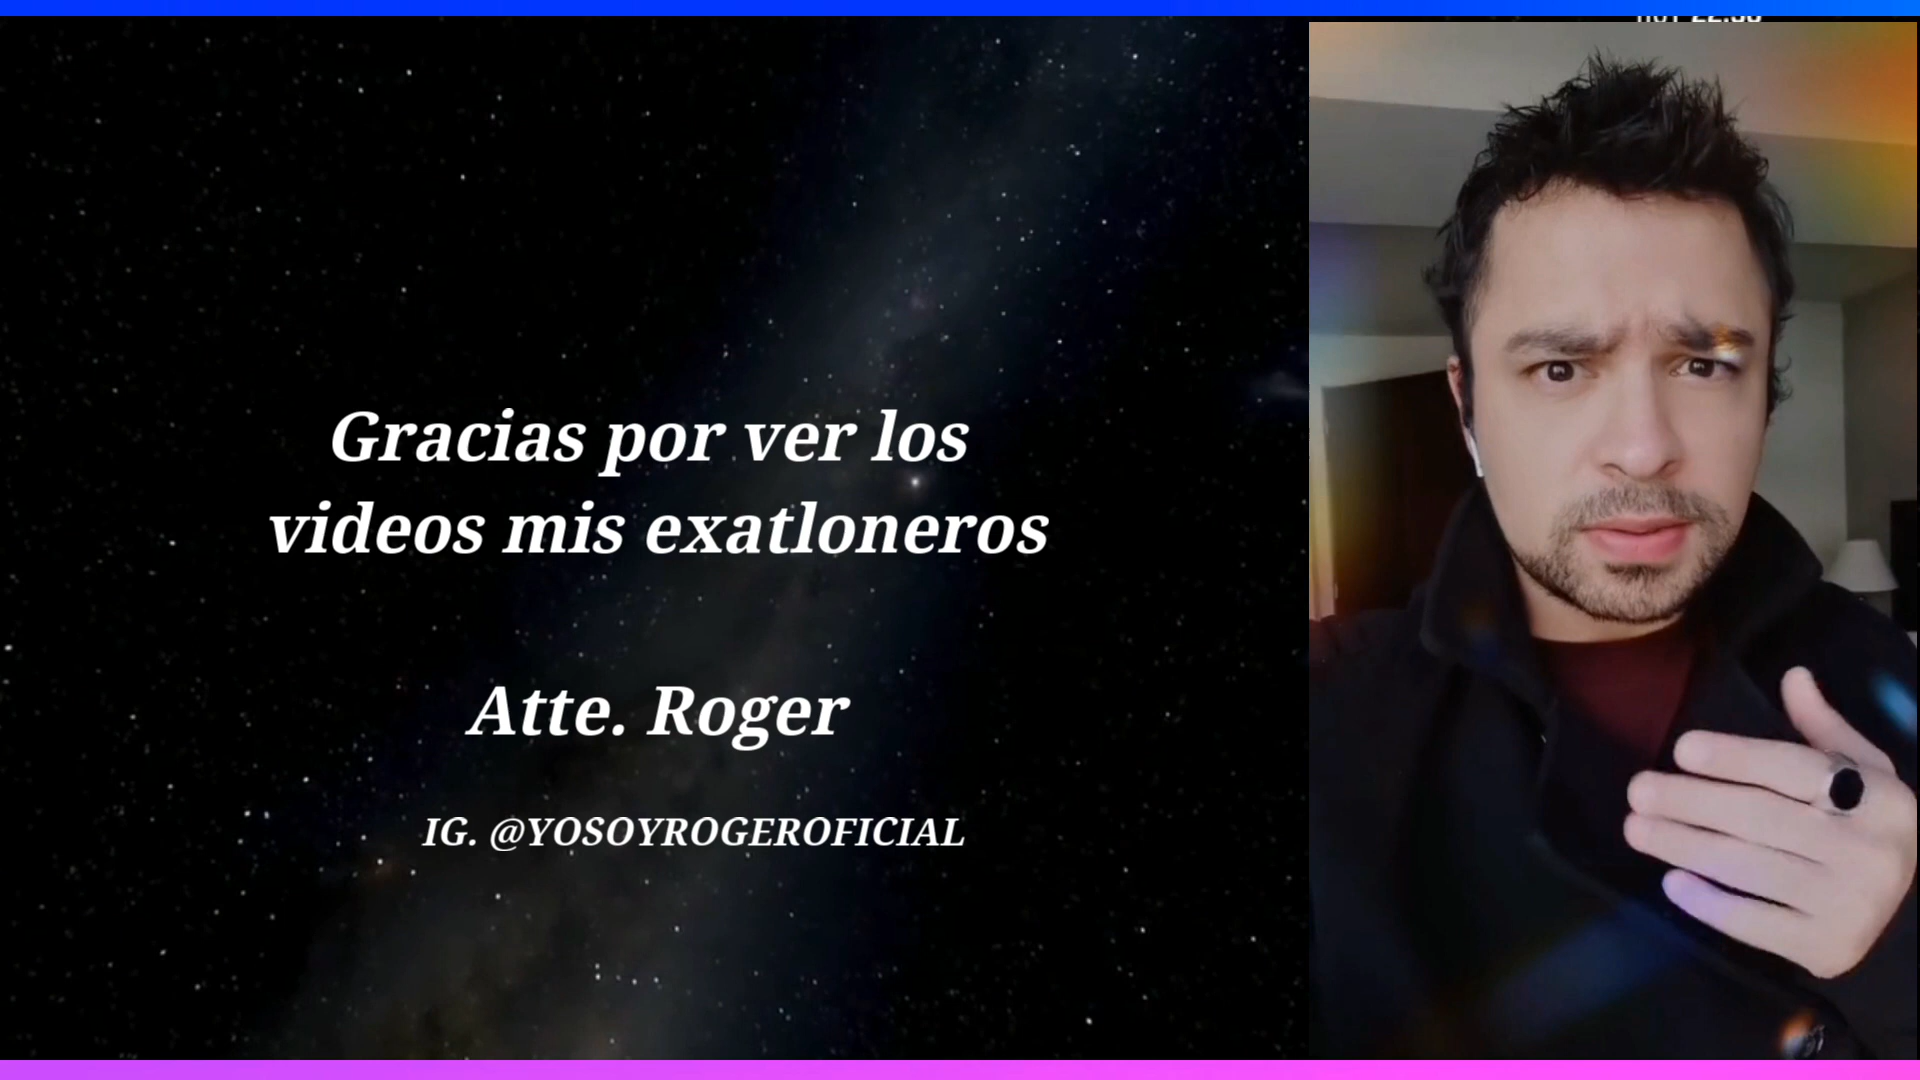 Gracias por ver los
videos mis exatloneros
Atte. Roger
IG. @YOSOYROGEROFICIAL